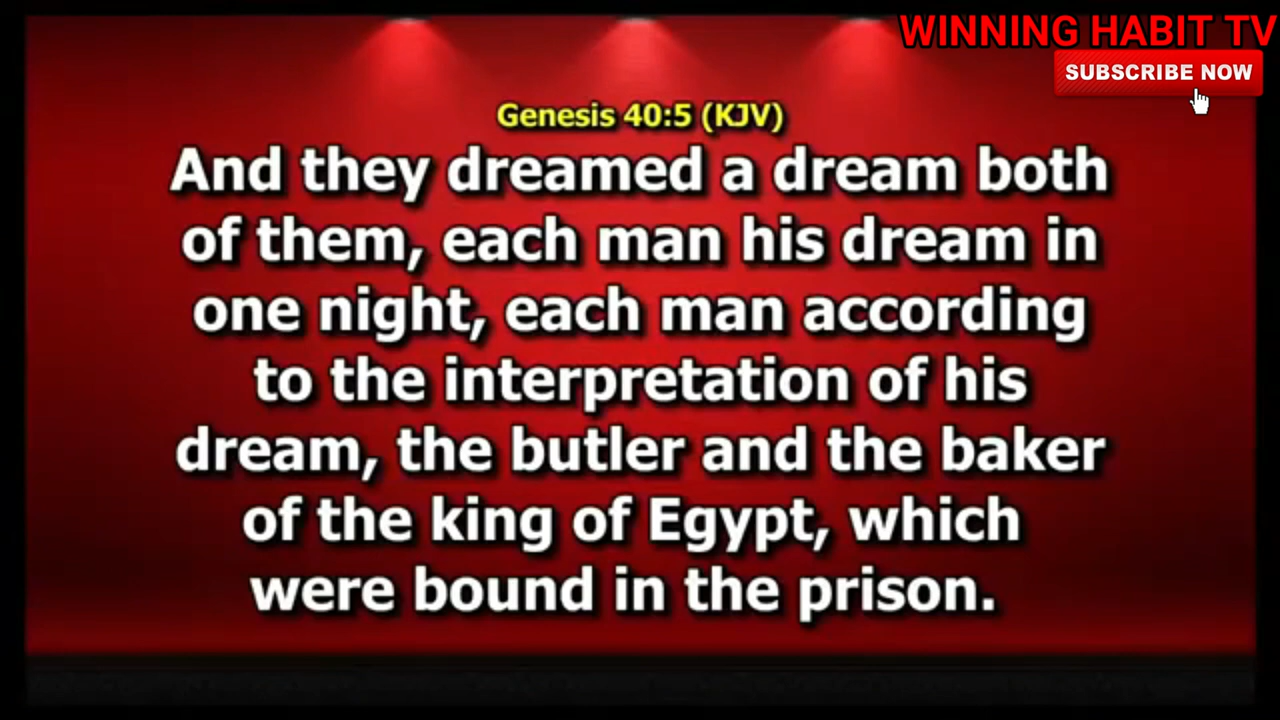 WINNING HABIT TV
SUBSCRIBE NOW
Genesis 40:5 (KJV)
And they dreamed a dream both
of them, each man his dream in
one night, each man according
to the interpretation of his
dream, the butler and the baker
of the king of Egypt, which
were bound in the prison.